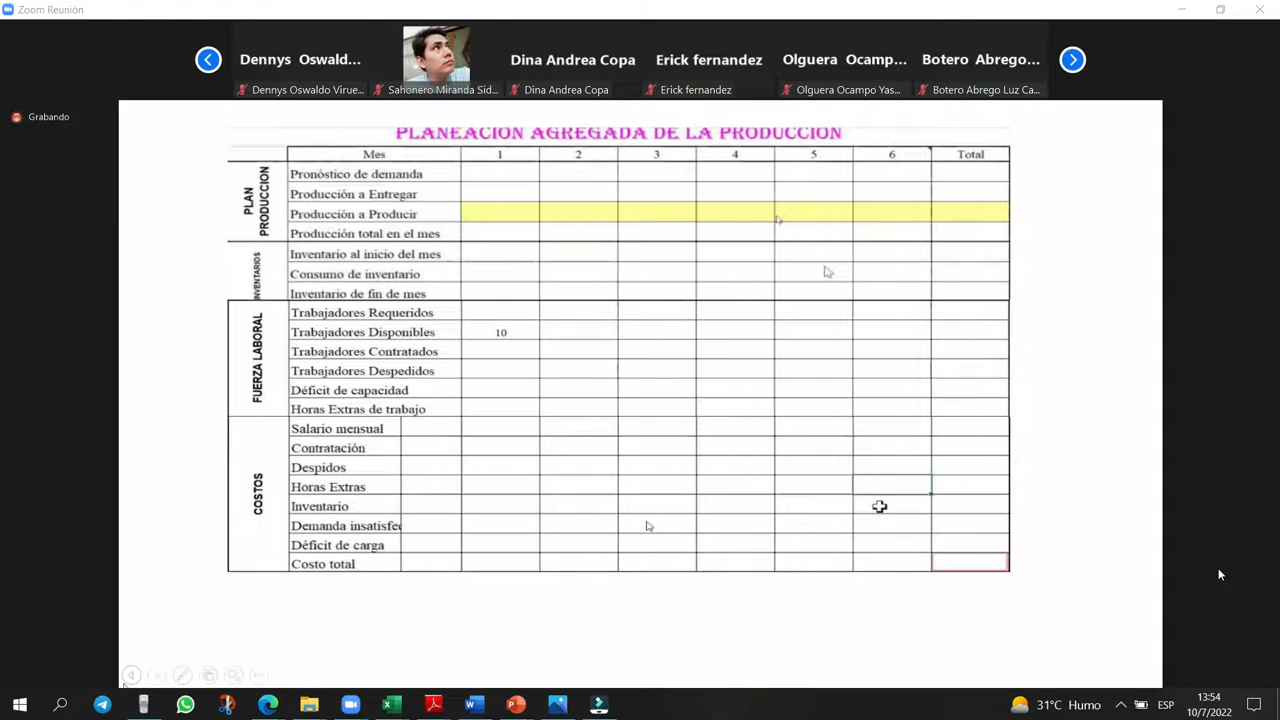 Zoom Reunión
Dennys Oswald...
Dina Andrea Copa
Erick fernandez
Olguera Ocamp...
Botero Abrego...
Dennys Oswaldo Virue...
Sahonero Miranda Sid...
Dina Andrea Copa
Erick fernandez
Olguera Ocampo Yas...
Botero Abrego Luz Ca...
Grabando
PLANEACION AGREGADA DE LA PRODUCCION
Mes 1 2 3 4 5 6 Total
PLAN PRODUCCION
Pronóstico de demanda
Producción a Entregar
Producción a Producir
Producción total en el mes
INVENTARIOS
Inventario al inicio del mes
Consumo de inventario
Inventario de fin de mes
FUERZA LABORAL
Trabajadores Requeridos
Trabajadores Disponibles 10
Trabajadores Contratados
Trabajadores Despedidos
Déficit de capacidad
Horas Extras de trabajo
COSTOS
Salario mensual
Contratación
Despidos
Horas Extras
Inventario
Demanda insatisfec
Déficit de carga
Costo total
31°C Humo
ESP
13:54
10/7/2022